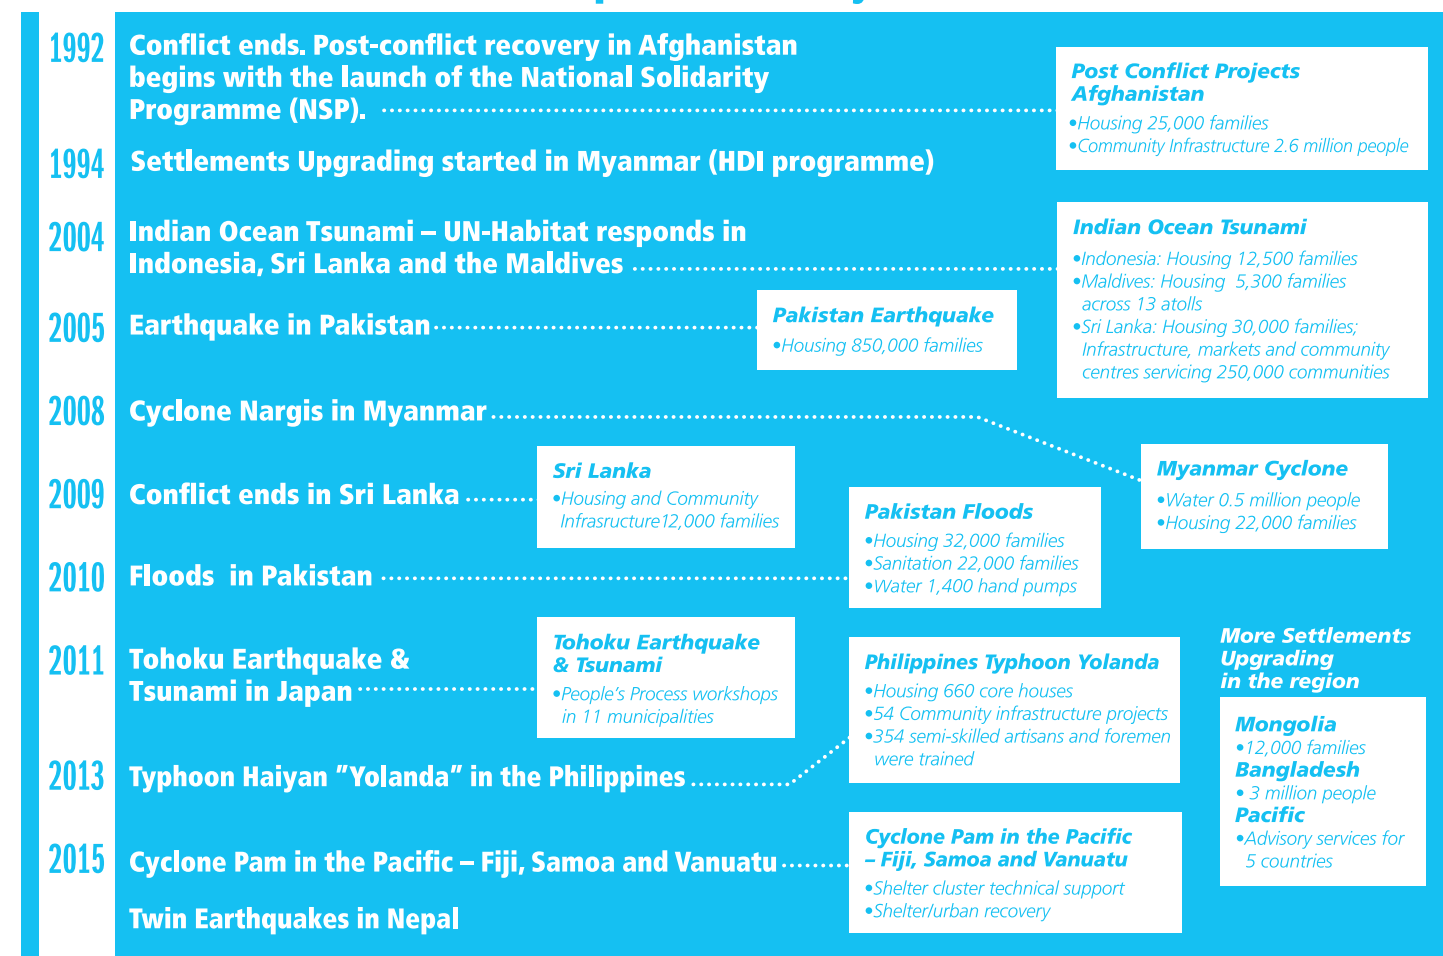 1992
Conflict ends. Post-conflict recovery in Afghanistan
begins with the launch of the National Solidarity
Programme (NSP).
Post Conflict Projects
Afghanistan
•Housing 25,000 families
•Community Infrastructure 2.6 million people
1994
Settlements Upgrading started in Myanmar (HDI programme)
2004
Indian Ocean Tsunami – UN-Habitat responds in
Indonesia, Sri Lanka and the Maldives
Indian Ocean Tsunami
•Indonesia: Housing 12,500 families
•Maldives: Housing 5,300 families
across 13 atolls
•Sri Lanka: Housing 30,000 families;
Infrastructure, markets and community
centres servicing 250,000 communities
2005
Earthquake in Pakistan
Pakistan Earthquake
•Housing 850,000 families
2008
Cyclone Nargis in Myanmar
Myanmar Cyclone
•Water 0.5 million people
•Housing 22,000 families
2009
Conflict ends in Sri Lanka
Sri Lanka
•Housing and Community
Infrasructure12,000 families
2010
Floods in Pakistan
Pakistan Floods
•Housing 32,000 families
•Sanitation 22,000 families
•Water 1,400 hand pumps
2011
Tohoku Earthquake &
Tsunami in Japan
Tohoku Earthquake
& Tsunami
•People's Process workshops
in 11 municipalities
2013
Typhoon Haiyan "Yolanda" in the Philippines
Philippines Typhoon Yolanda
•Housing 660 core houses
•54 Community infrastructure projects
•354 semi-skilled artisans and foremen
were trained
2015
Cyclone Pam in the Pacific – Fiji, Samoa and Vanuatu
Cyclone Pam in the Pacific
– Fiji, Samoa and Vanuatu
•Shelter cluster technical support
•Shelter/urban recovery
Twin Earthquakes in Nepal
More Settlements
Upgrading
in the region
Mongolia
•12,000 families
Bangladesh
• 3 million people
Pacific
•Advisory services for
5 countries